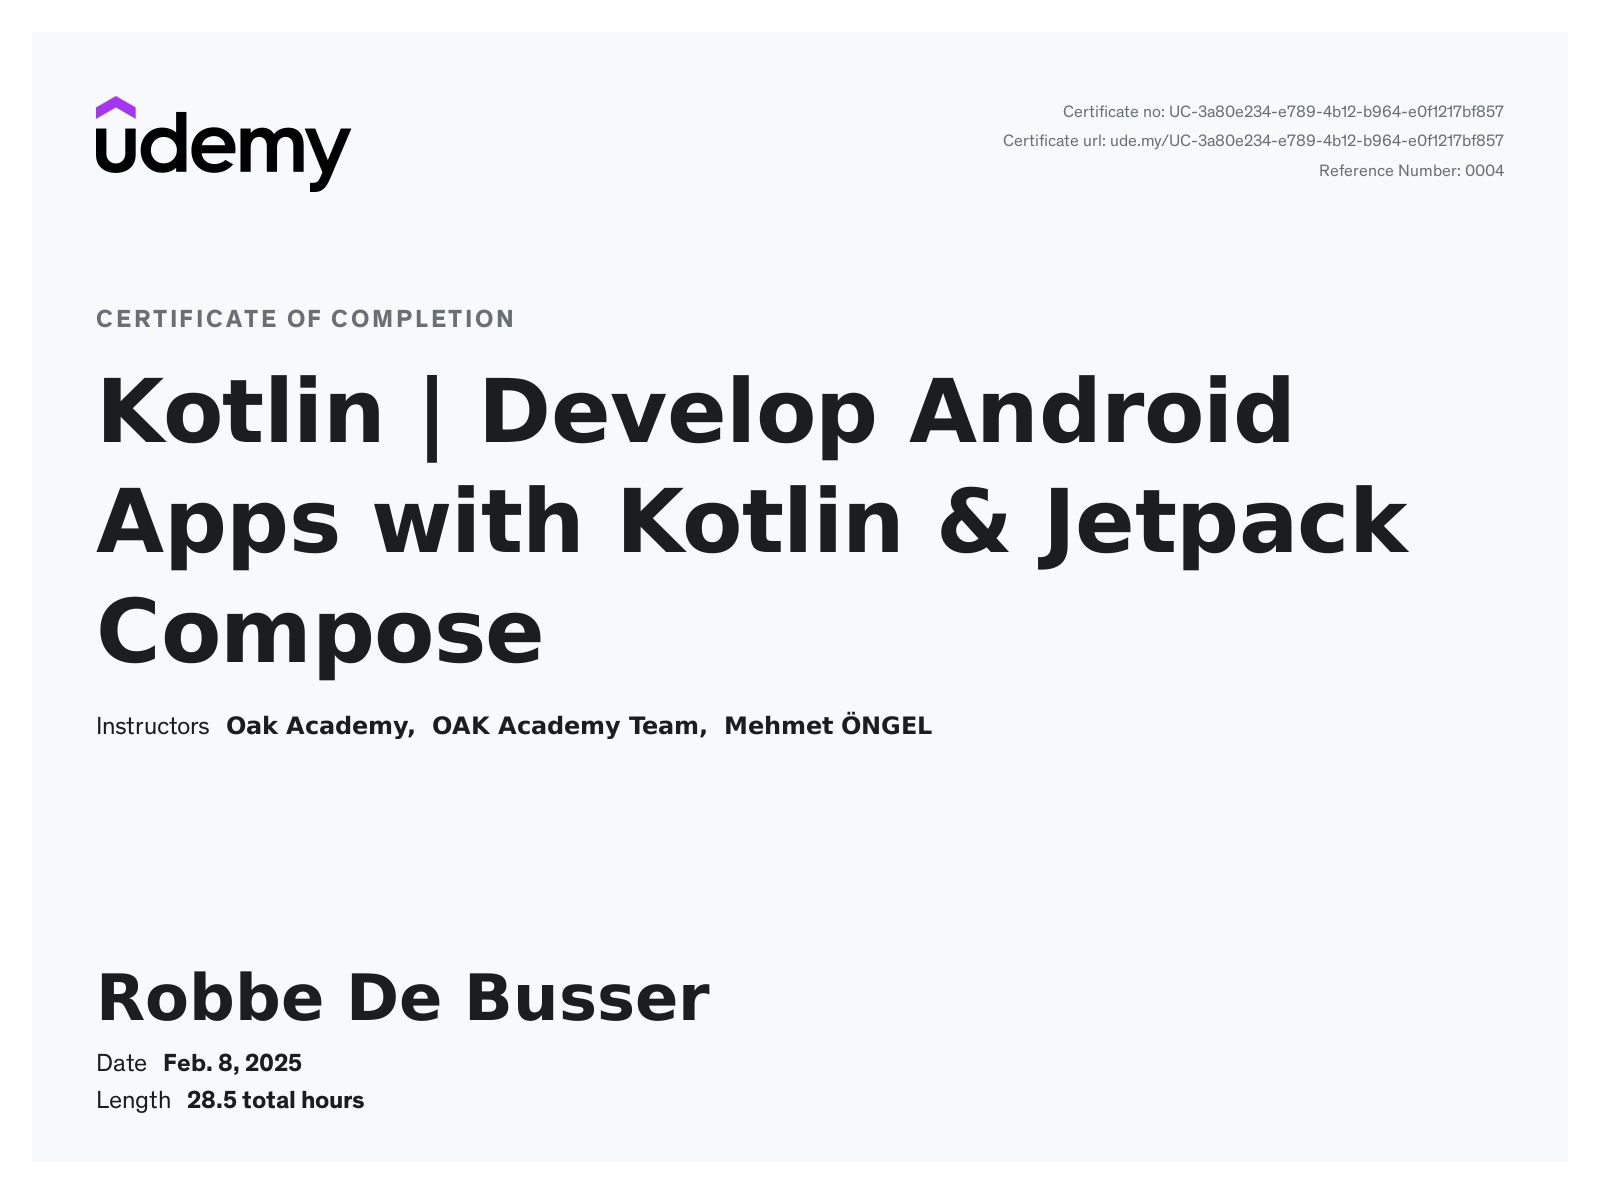 udemy
Certificate no: UC-3a80e234-e789-4b12-b964-e0f1217bf857
Certificate url: ude.my/UC-3a80e234-e789-4b12-b964-e0f1217bf857
Reference Number: 0004
CERTIFICATE OF COMPLETION
Kotlin | Develop Android
Apps with Kotlin & Jetpack
Compose
Instructors Oak Academy, OAK Academy Team, Mehmet ÖNGEL
Robbe De Busser
Date Feb. 8, 2025
Length 28.5 total hours